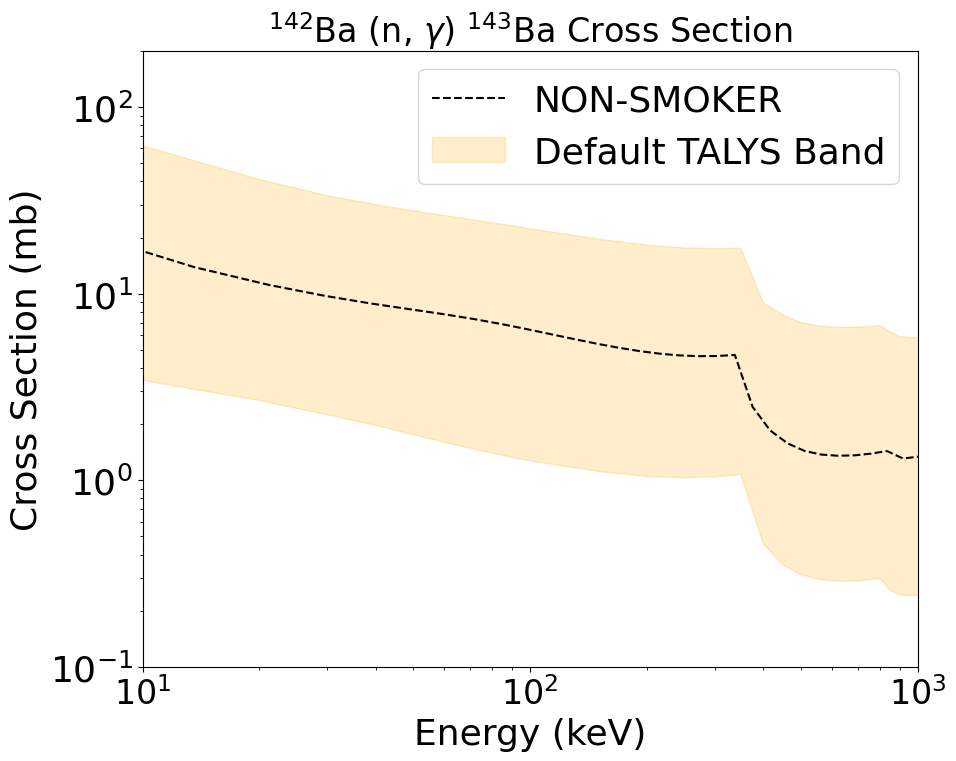 ¹⁴²Ba (n, γ) ¹⁴³Ba Cross Section
NON-SMOKER
Default TALYS Band
Cross Section (mb)
10²
10¹
10⁰
10⁻¹
10¹ 10² 10³
Energy (keV)